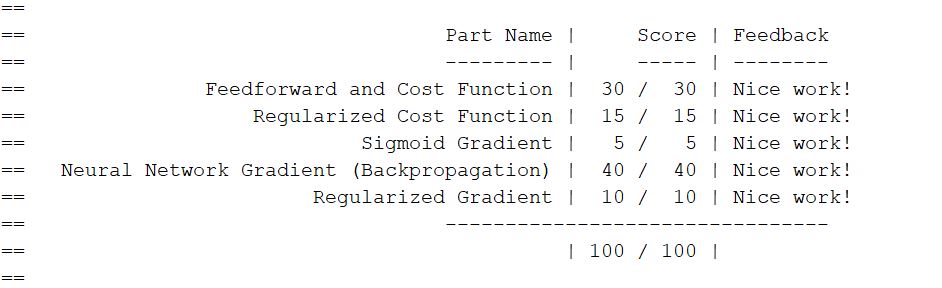 ==
== Part Name | Score | Feedback
== --------- | ----- | --------
== Feedforward and Cost Function | 30 / 30 | Nice work!
== Regularized Cost Function | 15 / 15 | Nice work!
== Sigmoid Gradient | 5 / 5 | Nice work!
== Neural Network Gradient (Backpropagation) | 40 / 40 | Nice work!
== Regularized Gradient | 10 / 10 | Nice work!
== --------------------------------
== | 100 / 100 |
==